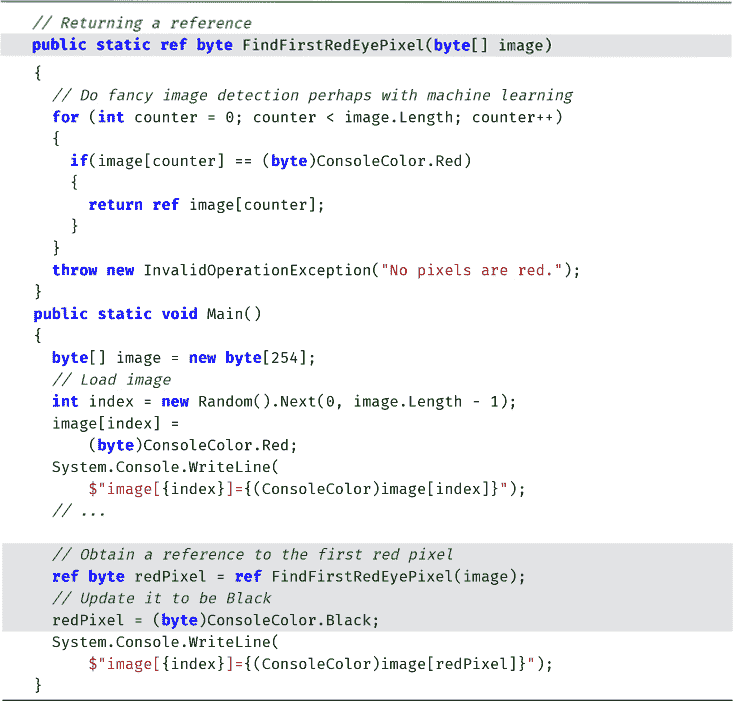 // Returning a reference
public static ref byte FindFirstRedEyePixel(byte[] image)
{
  // Do fancy image detection perhaps with machine learning
  for (int counter = 0; counter < image.Length; counter++)
  {
    if(image[counter] == (byte)ConsoleColor.Red)
    {
      return ref image[counter];
    }
  }
  throw new InvalidOperationException("No pixels are red.");
}
public static void Main()
{
  byte[] image = new byte[254];
  // Load image
  int index = new Random().Next(0, image.Length - 1);
  image[index] =
      (byte)ConsoleColor.Red;
  System.Console.WriteLine(
      $"image[{index}]={(ConsoleColor)image[index]}");
  // ...

  // Obtain a reference to the first red pixel
  ref byte redPixel = ref FindFirstRedEyePixel(image);
  // Update it to be Black
  redPixel = (byte)ConsoleColor.Black;
  System.Console.WriteLine(
      $"image[{index}]={(ConsoleColor)image[redPixel]}");
}